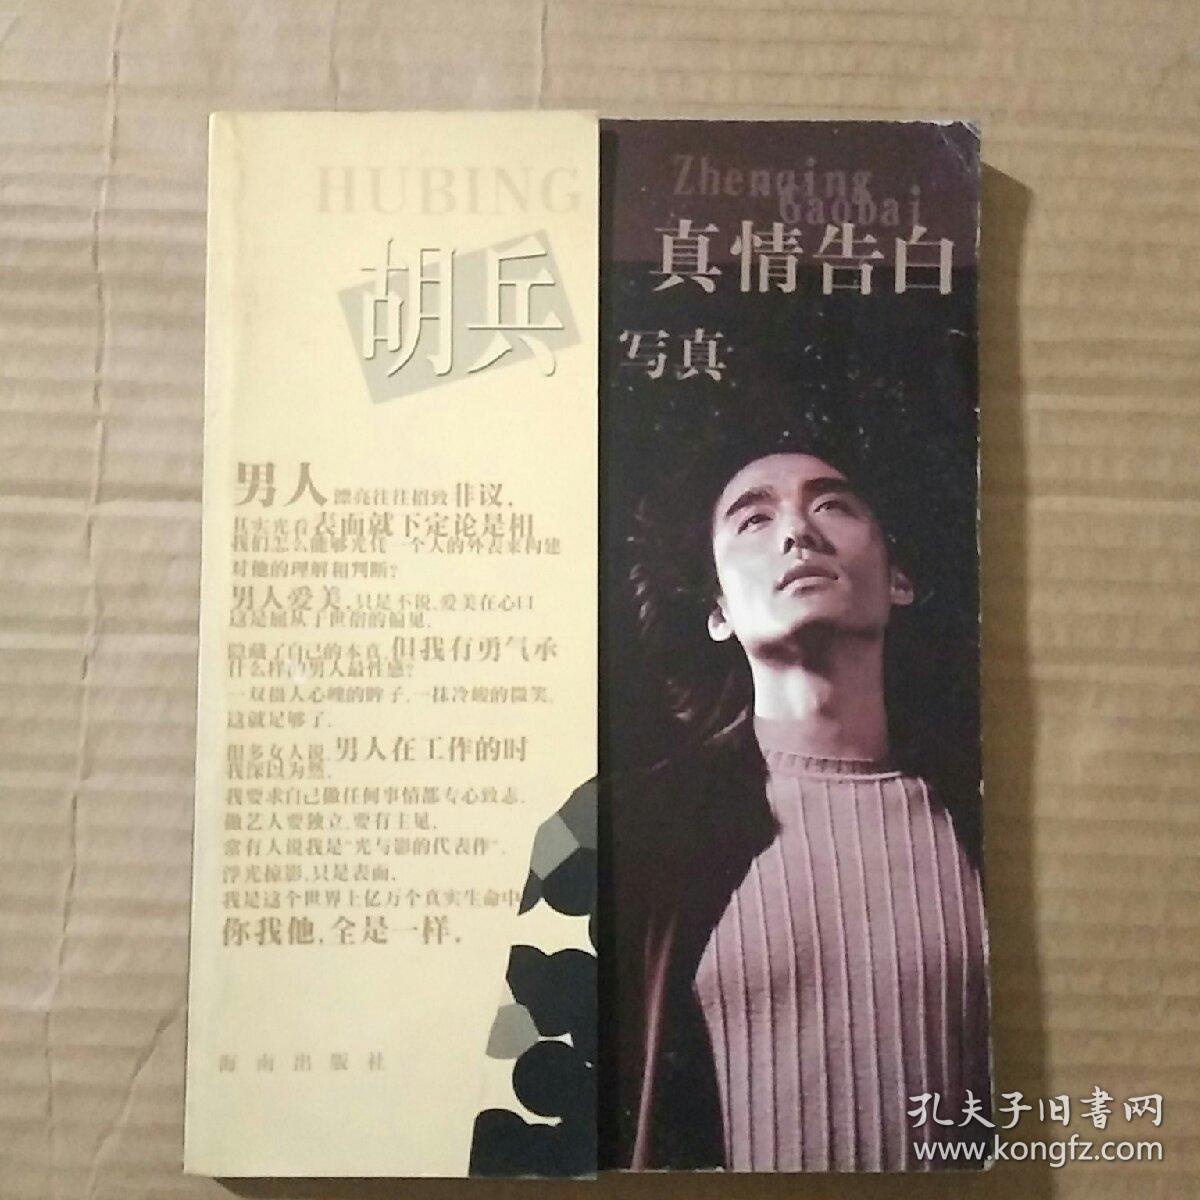 HUBING
胡兵
男人漂亮往往招致非议,
其实光看表面就下定论是相
我们怎么能够光凭一个人的外表来构建
对他的理解和判断?
男人爱美,只是不说,爱美在心口
这是屈从于世俗的偏见,
隐藏了自己的本真,但我有勇气承
什么样的男人最性感?
一双摄人心魄的眸子,一抹冷峻的微笑,
这就足够了.
很多女人说,男人在工作的时
我深以为然.
我要求自己做任何事情都专心致志.
做艺人要独立,要有主见,
常有人说我是"光与影的代表作".
浮光掠影,只是表面,
我是这个世界上亿万个真实生命中
你我他,全是一样.
海南出版社
Zhenqing
Gaobai
真情告白
写真
孔夫子旧書网
www.kongfz.com